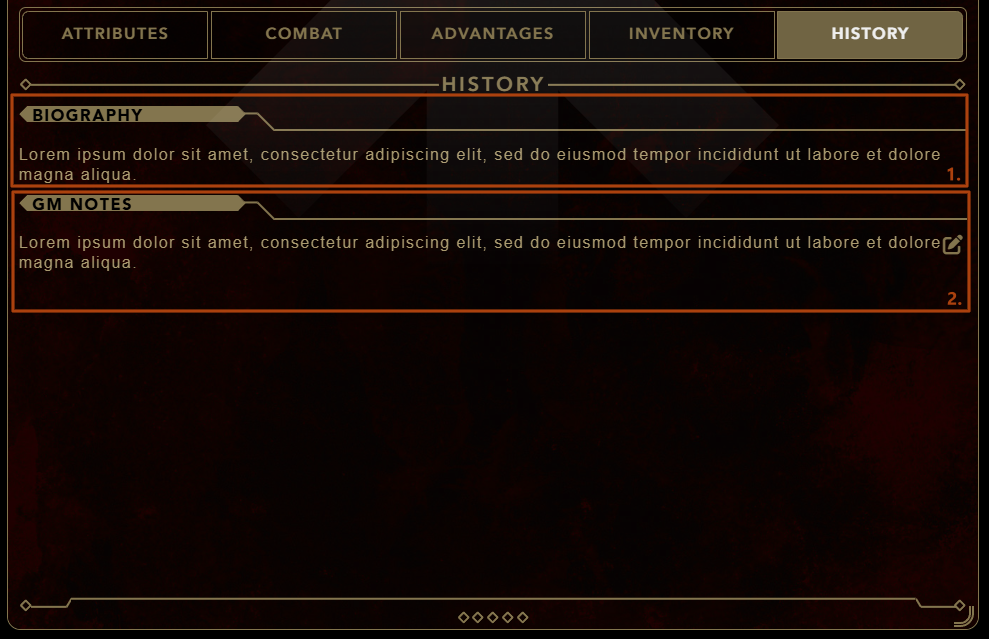 ATTRIBUTES COMBAT ADVANTAGES INVENTORY HISTORY
HISTORY
BIOGRAPHY
Lorem ipsum dolor sit amet, consectetur adipiscing elit, sed do eiusmod tempor incididunt ut labore et dolore
magna aliqua.
1.
GM NOTES
Lorem ipsum dolor sit amet, consectetur adipiscing elit, sed do eiusmod tempor incididunt ut labore et dolore
magna aliqua.
2.